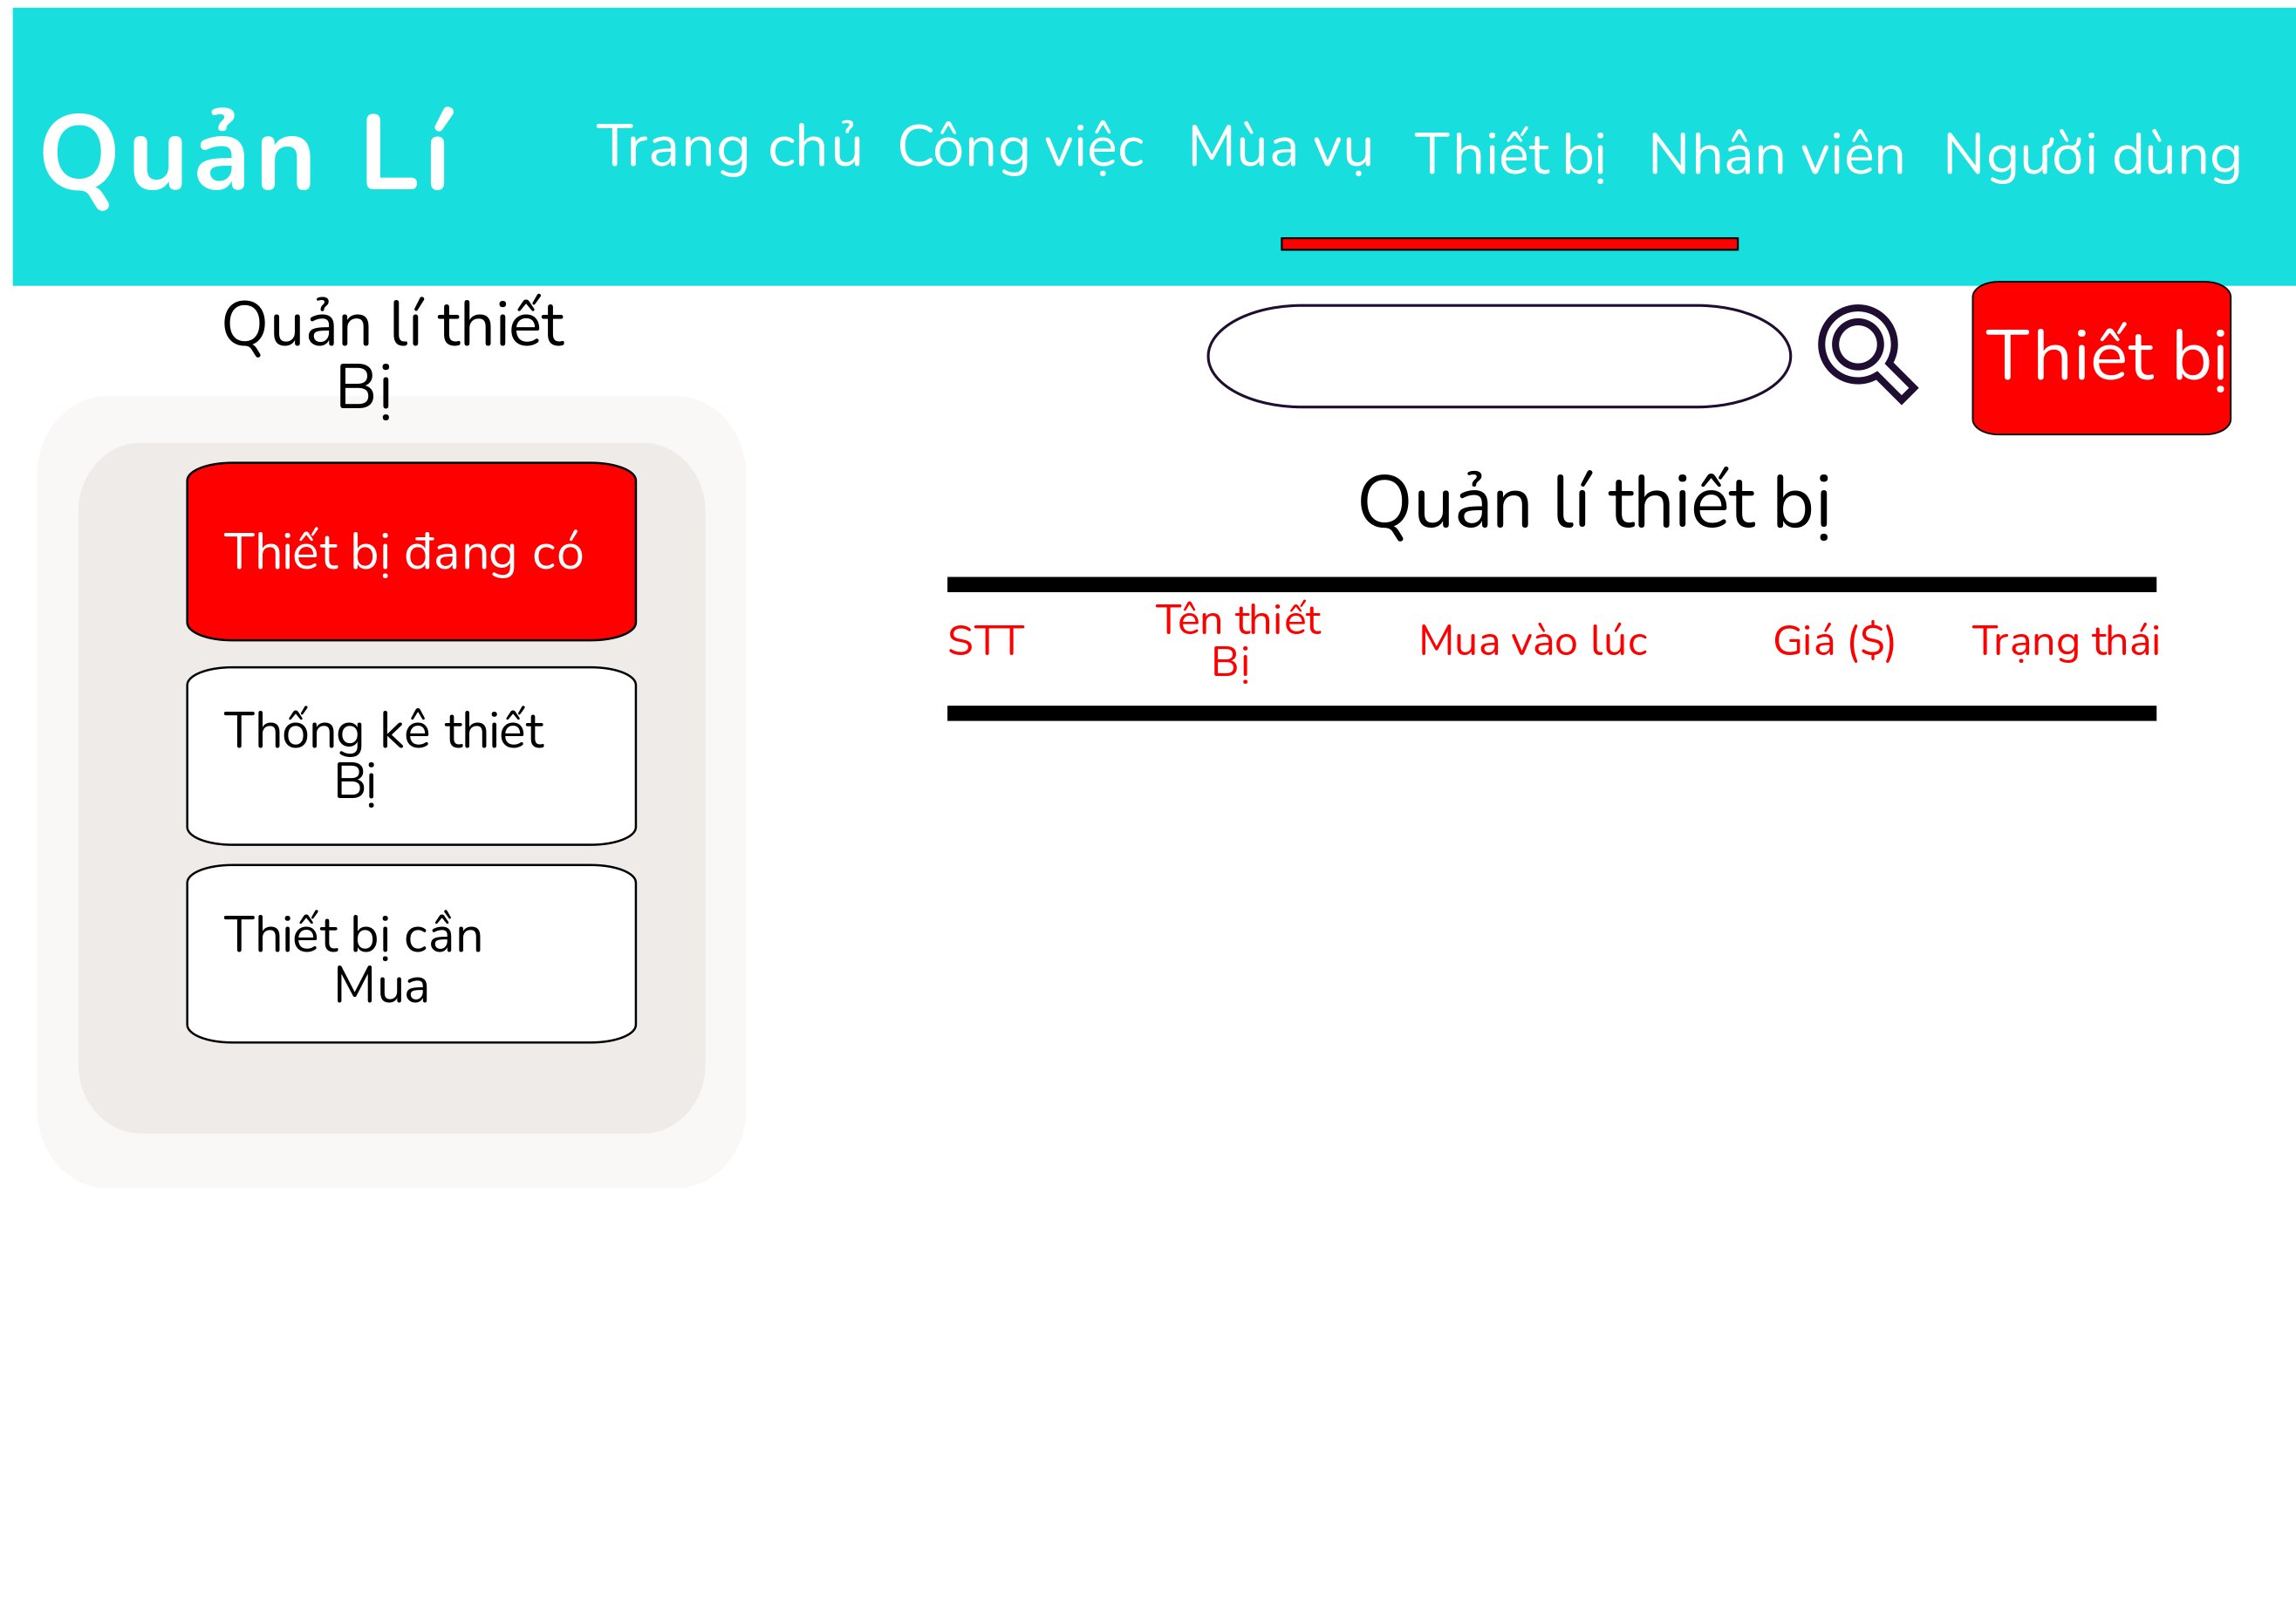 Quản Lí
Trang chủ
Công việc
Mùa vụ
Thiết bị
Nhân viên
Người dùng
Quản lí thiết
Bị
Thiết bị
Thiết bị đang có
Thống kê thiết
Bị
Thiết bị cần
Mua
Quản lí thiết bị
STT
Tên thiết
Bị
Mua vào lúc
Giá ($)
Trạng thái